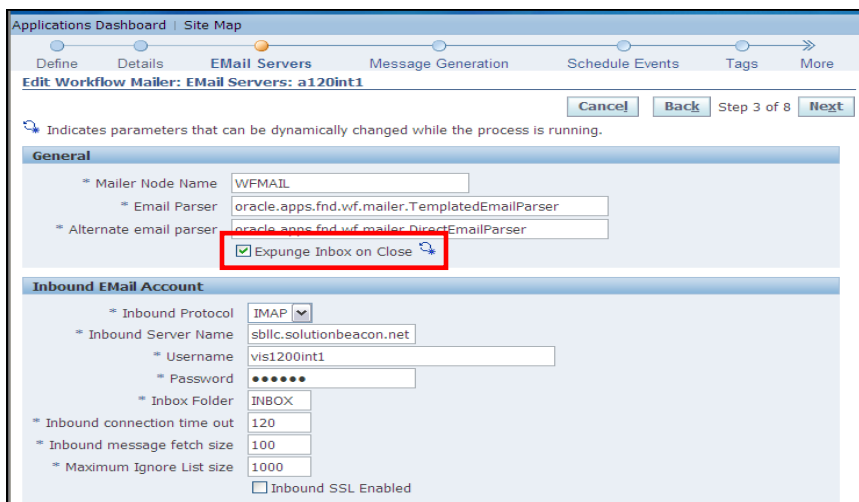 Applications Dashboard | Site Map
Define Details EMail Servers Message Generation Schedule Events Tags More
Edit Workflow Mailer: EMail Servers: a120int1
Cancel Back Step 3 of 8 Next
Indicates parameters that can be dynamically changed while the process is running.
General
* Mailer Node Name WFMAIL
* Email Parser oracle.apps.fnd.wf.mailer.TemplatedEmailParser
* Alternate email parser oracle.apps.fnd.wf.mailer.DirectEmailParser
Expunge Inbox on Close
Inbound EMail Account
* Inbound Protocol IMAP
* Inbound Server Name sbllc.solutionbeacon.net
* Username vis1200int1
* Password ••••••
* Inbox Folder INBOX
* Inbound connection time out 120
* Inbound message fetch size 100
* Maximum Ignore List size 1000
Inbound SSL Enabled